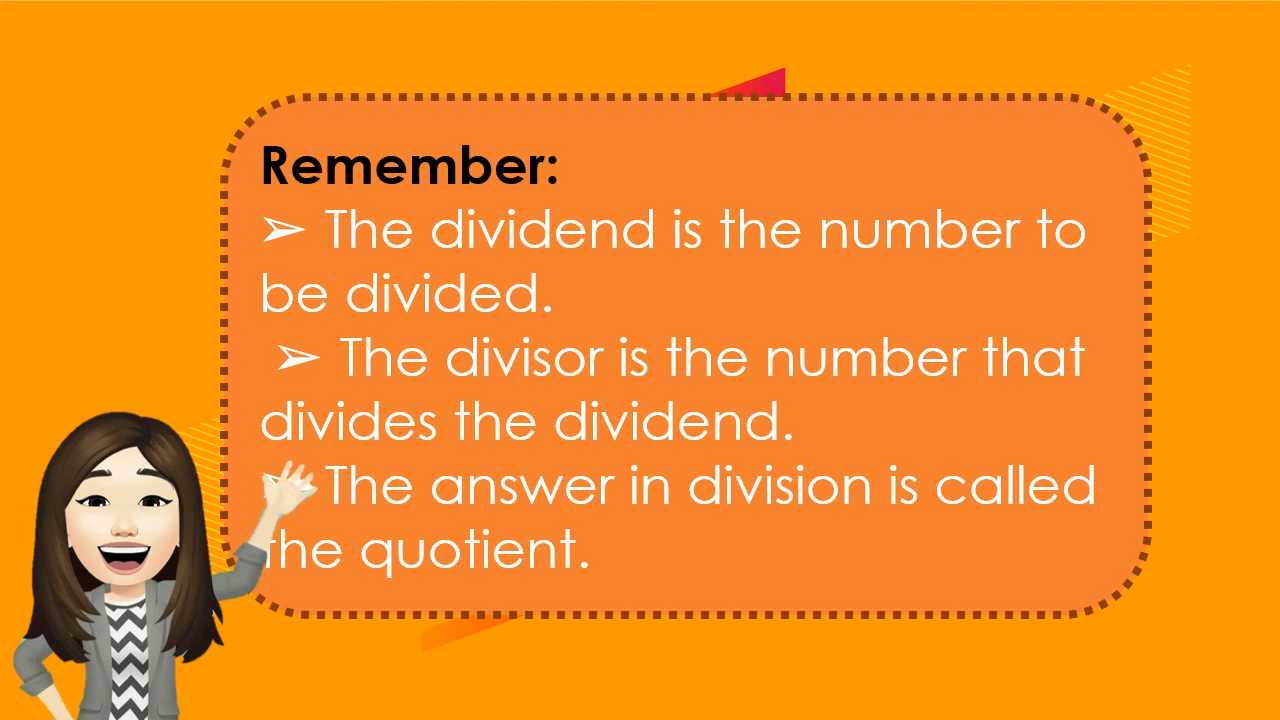 Remember:
➢ The dividend is the number to
be divided.
➢ The divisor is the number that
divides the dividend.
➢ The answer in division is called
the quotient.